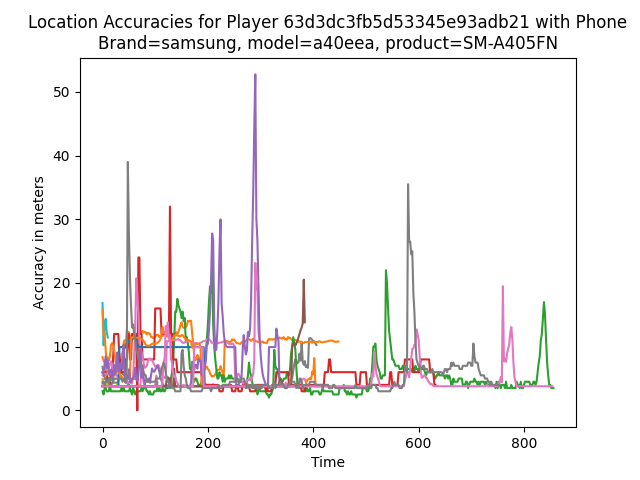 Location Accuracies for Player 63d3dc3fb5d53345e93adb21 with Phone
Brand=samsung, model=a40eea, product=SM-A405FN
50
40
30
20
10
0
Accuracy in meters
0 200 400 600 800
Time